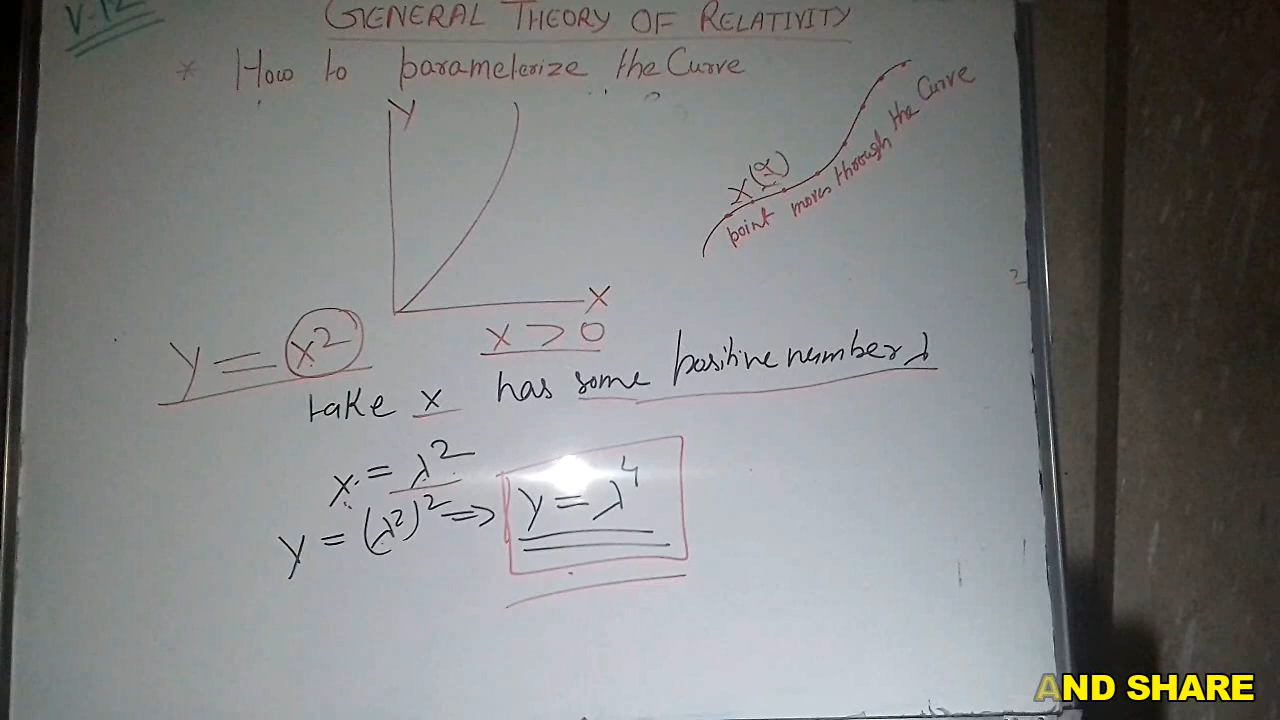 V-12
GENERAL THEORY OF RELATIVITY
* How to parameterize the Curve
Y
X(α)
point moves through the Curve
X
X > 0
Y = X²
take x has some positive number λ
x = λ²
y = (λ²)² ⇒ y = λ⁴
AND SHARE